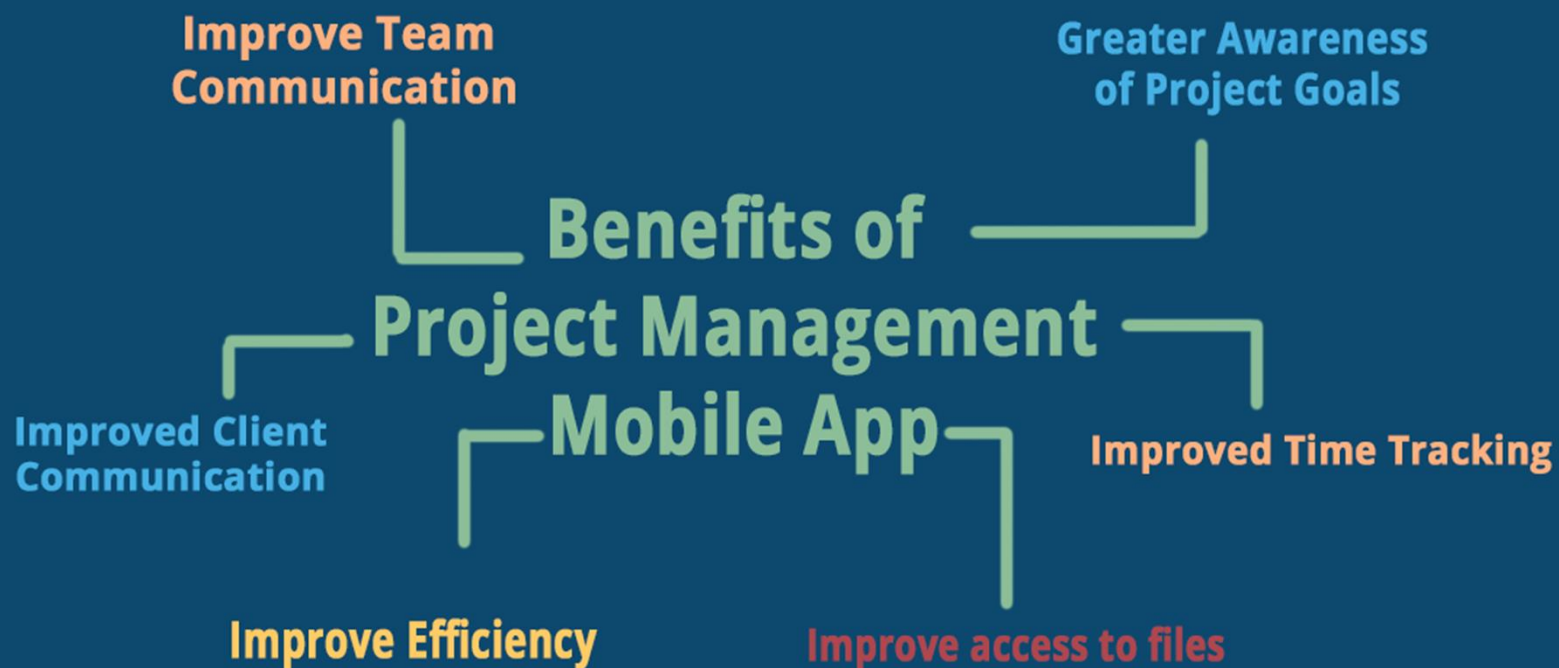 Improve Team
Communication
Greater Awareness
of Project Goals
Benefits of
Project Management
Mobile App
Improved Client
Communication
Improved Time Tracking
Improve Efficiency
Improve access to files